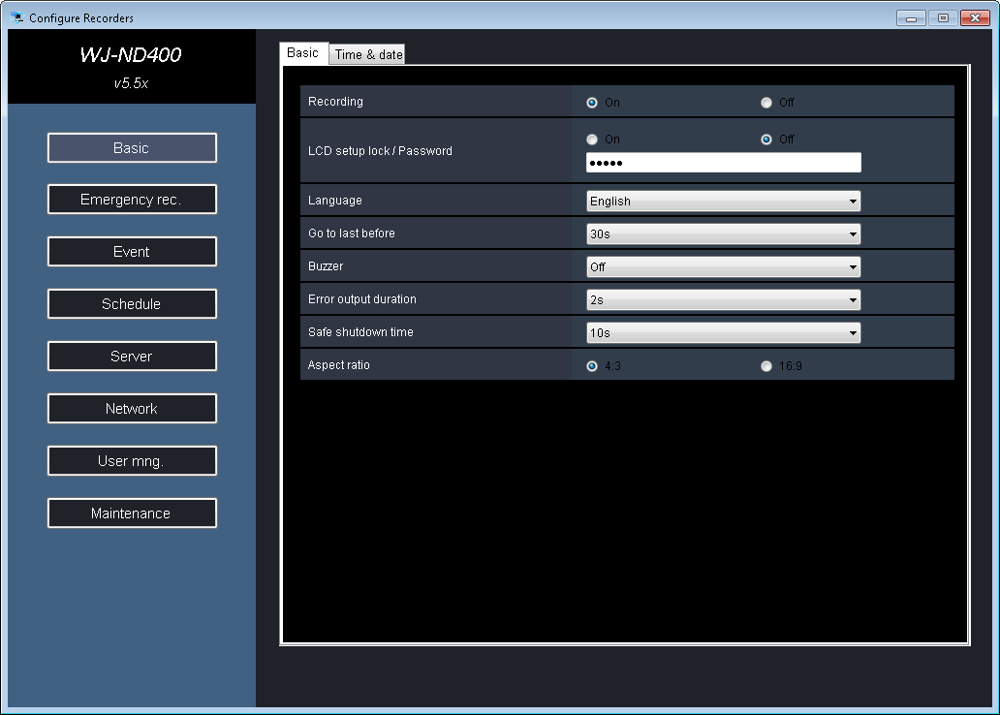 Configure Recorders
WJ-ND400
v5.5x
Basic
Emergency rec.
Event
Schedule
Server
Network
User mng.
Maintenance
Basic Time & date
Recording On Off
LCD setup lock / Password On Off
•••••
Language English
Go to last before 30s
Buzzer Off
Error output duration 2s
Safe shutdown time 10s
Aspect ratio 4:3 16:9